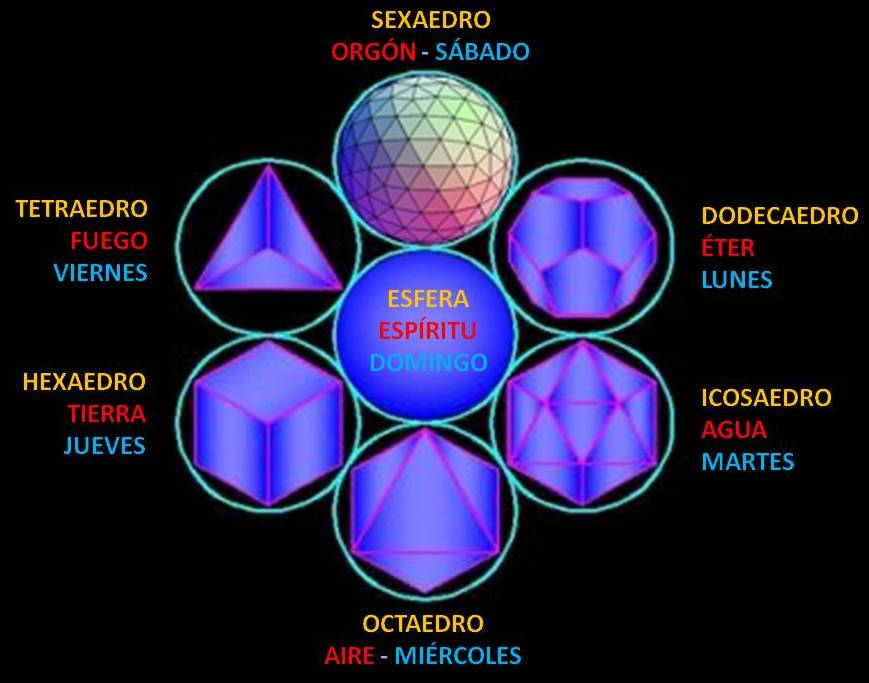 SEXAEDRO
ORGÓN - SÁBADO
TETRAEDRO
FUEGO
VIERNES
DODECAEDRO
ÉTER
LUNES
ESFERA
ESPÍRITU
DOMINGO
HEXAEDRO
TIERRA
JUEVES
ICOSAEDRO
AGUA
MARTES
OCTAEDRO
AIRE - MIÉRCOLES